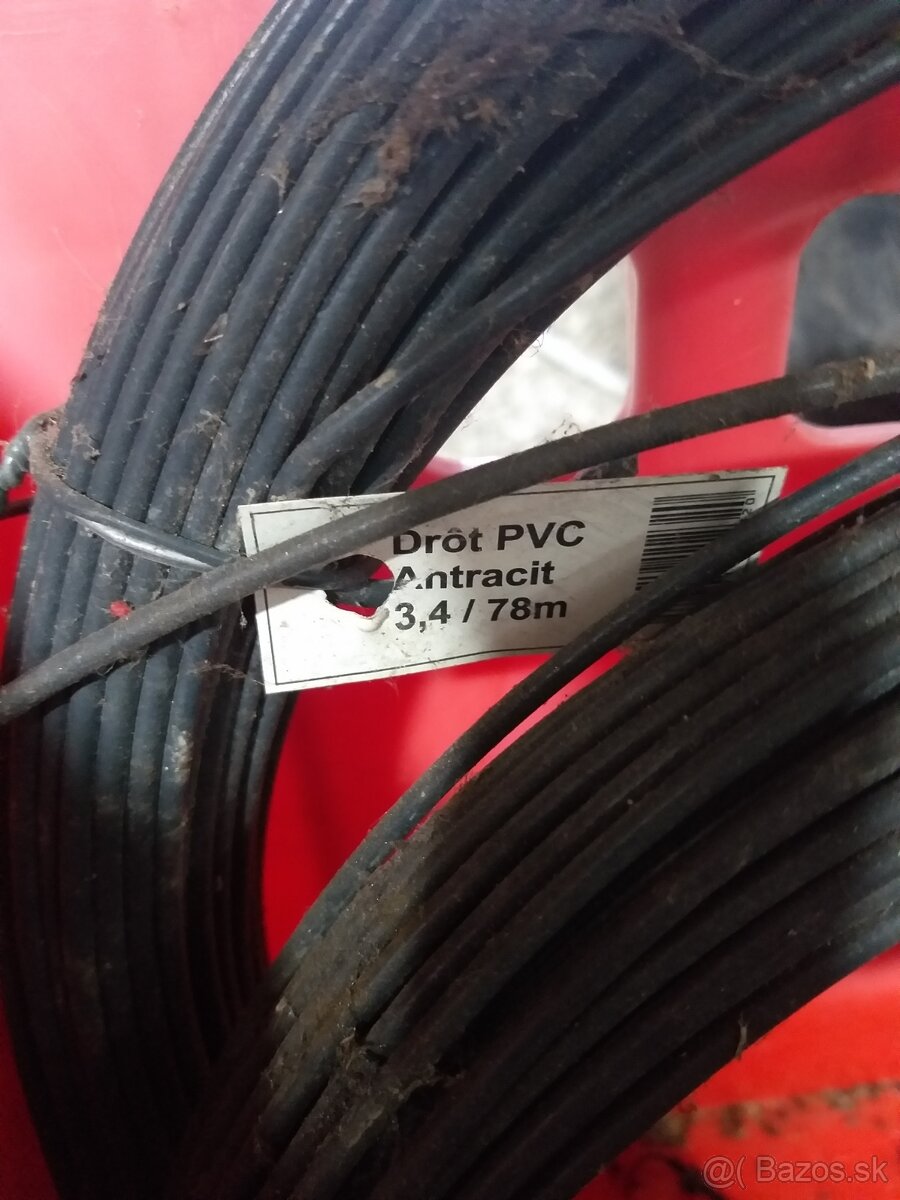 Drôt PVC
Antracit
3,4 / 78m
@( Bazos.sk